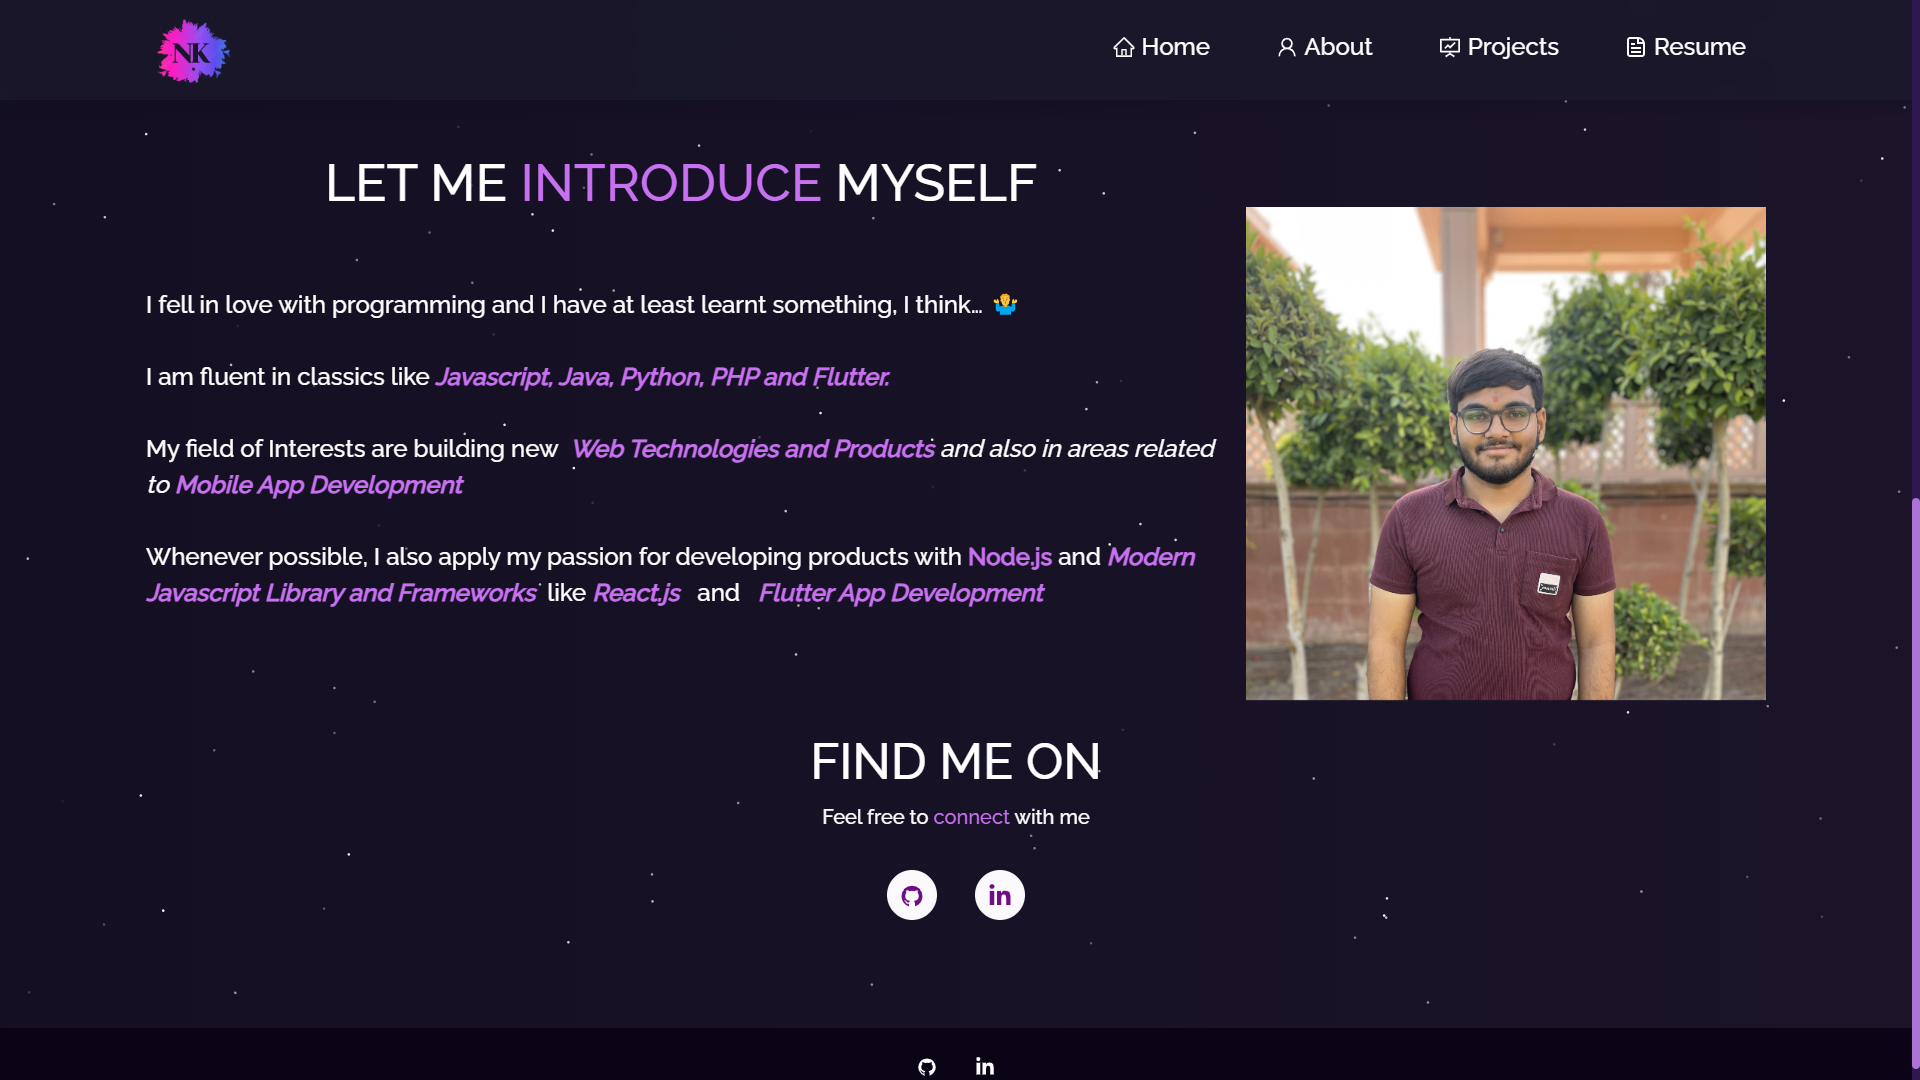 NK.
Home
About
Projects
Resume
LET ME INTRODUCE MYSELF
I fell in love with programming and I have at least learnt something, I think… 🤷‍♂️
I am fluent in classics like Javascript, Java, Python, PHP and Flutter.
My field of Interests are building new Web Technologies and Products and also in areas related
to Mobile App Development
Whenever possible, I also apply my passion for developing products with Node.js and Modern
Javascript Library and Frameworks like React.js and Flutter App Development
FIND ME ON
Feel free to connect with me
in
in